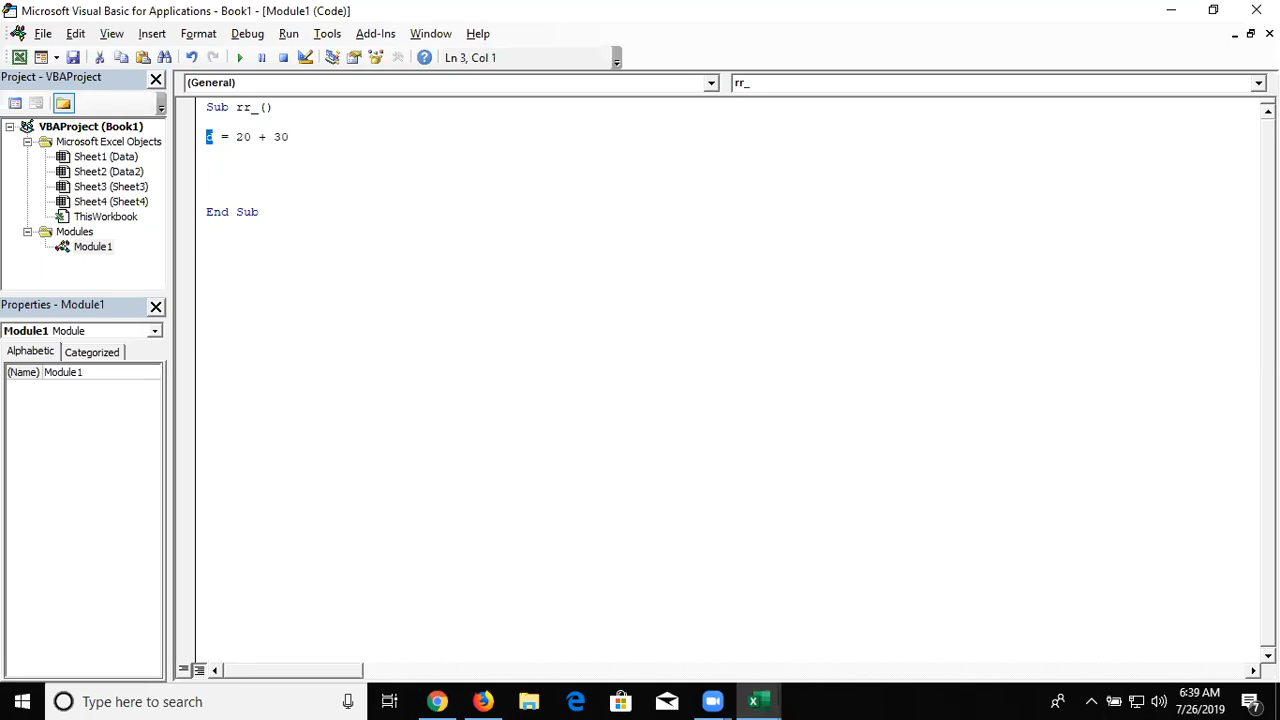 Microsoft Visual Basic for Applications - Book1 - [Module1 (Code)]
File Edit View Insert Format Debug Run Tools Add-Ins Window Help
Ln 3, Col 1
Project - VBAProject
(General)
rr_
VBAProject (Book1)
Microsoft Excel Objects
Sheet1 (Data)
Sheet2 (Data2)
Sheet3 (Sheet3)
Sheet4 (Sheet4)
ThisWorkbook
Modules
Module1
Sub rr_()
= 20 + 30
End Sub
Properties - Module1
Module1 Module
Alphabetic Categorized
(Name) Module1
Type here to search
6:39 AM
7/26/2019
7